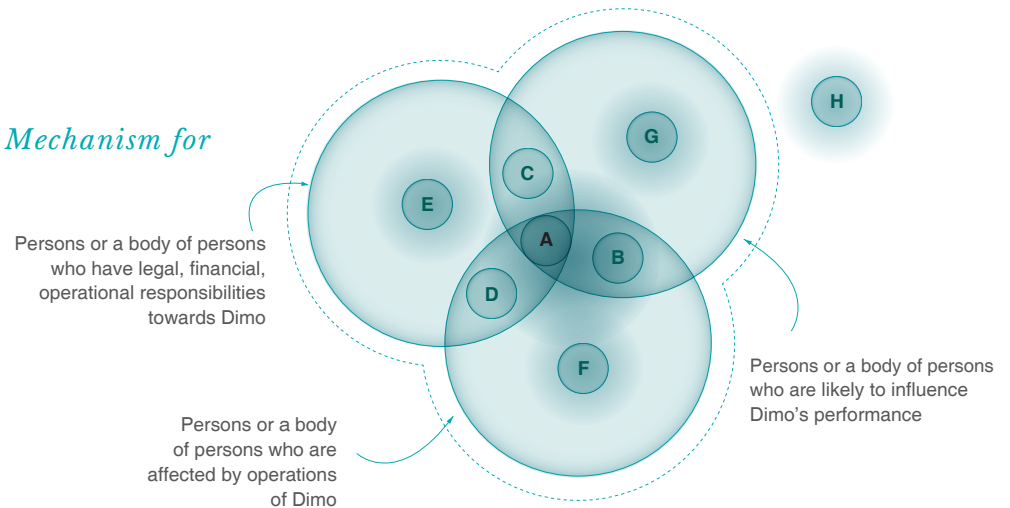 Mechanism for
Persons or a body of persons
who have legal, financial,
operational responsibilities
towards Dimo
Persons or a body
of persons who are
affected by operations
of Dimo
Persons or a body of persons
who are likely to influence
Dimo's performance
E
C
G
H
A
B
D
F